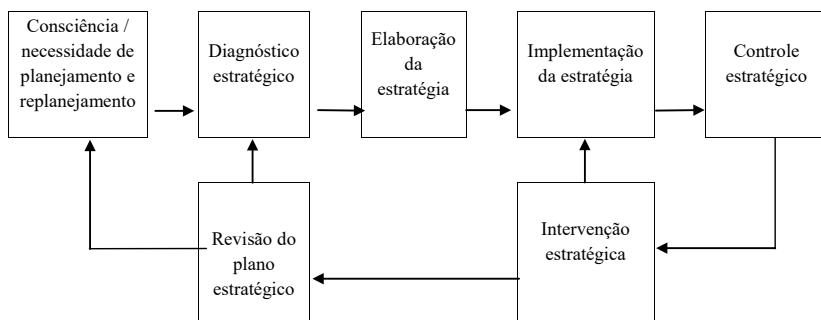 Consciência /
necessidade de
planejamento e
replanejamento
Diagnóstico
estratégico
Elaboração
da
estratégia
Implementação
da estratégia
Controle
estratégico
Revisão do
plano
estratégico
Intervenção
estratégica